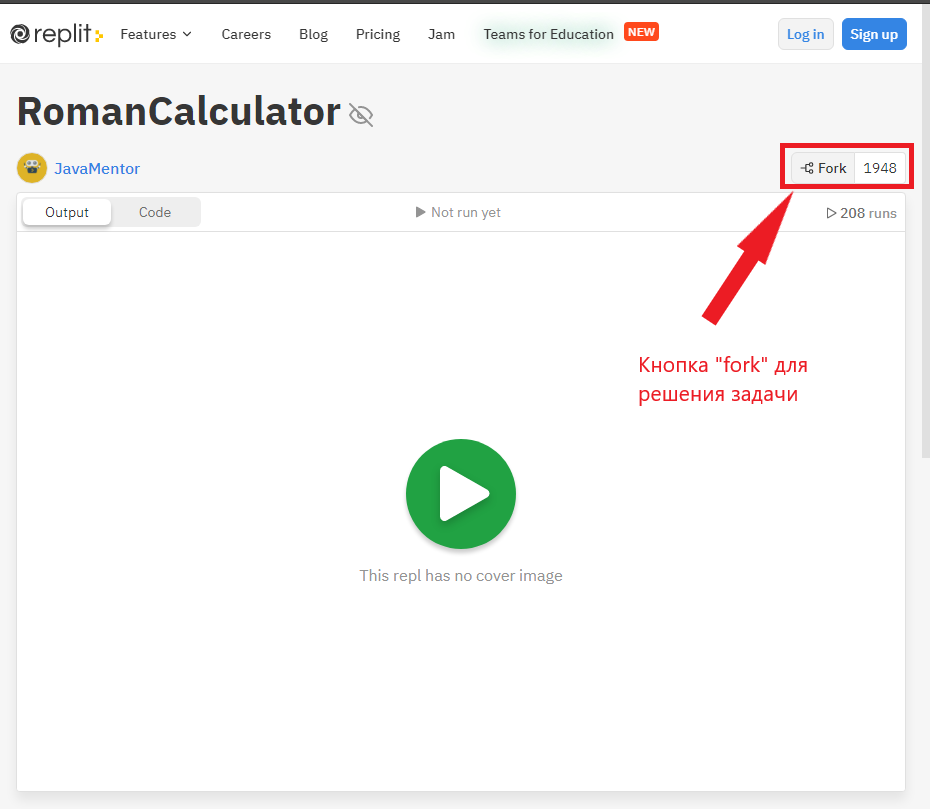 replit Features Careers Blog Pricing Jam Teams for Education NEW Log in Sign up
RomanCalculator
JavaMentor Fork 1948
Output Code Not run yet 208 runs
Кнопка "fork" для
решения задачи
This repl has no cover image